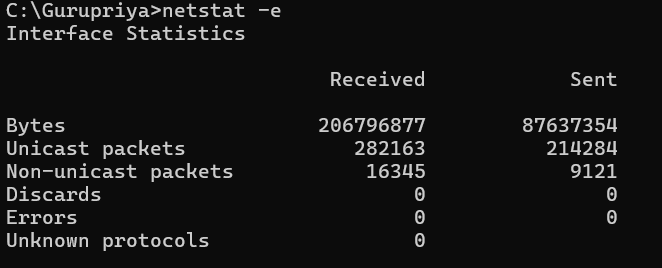 C:\Gurupriya>netstat -e
Interface Statistics
Received Sent
Bytes 206796877 87637354
Unicast packets 282163 214284
Non-unicast packets 16345 9121
Discards 0 0
Errors 0 0
Unknown protocols 0